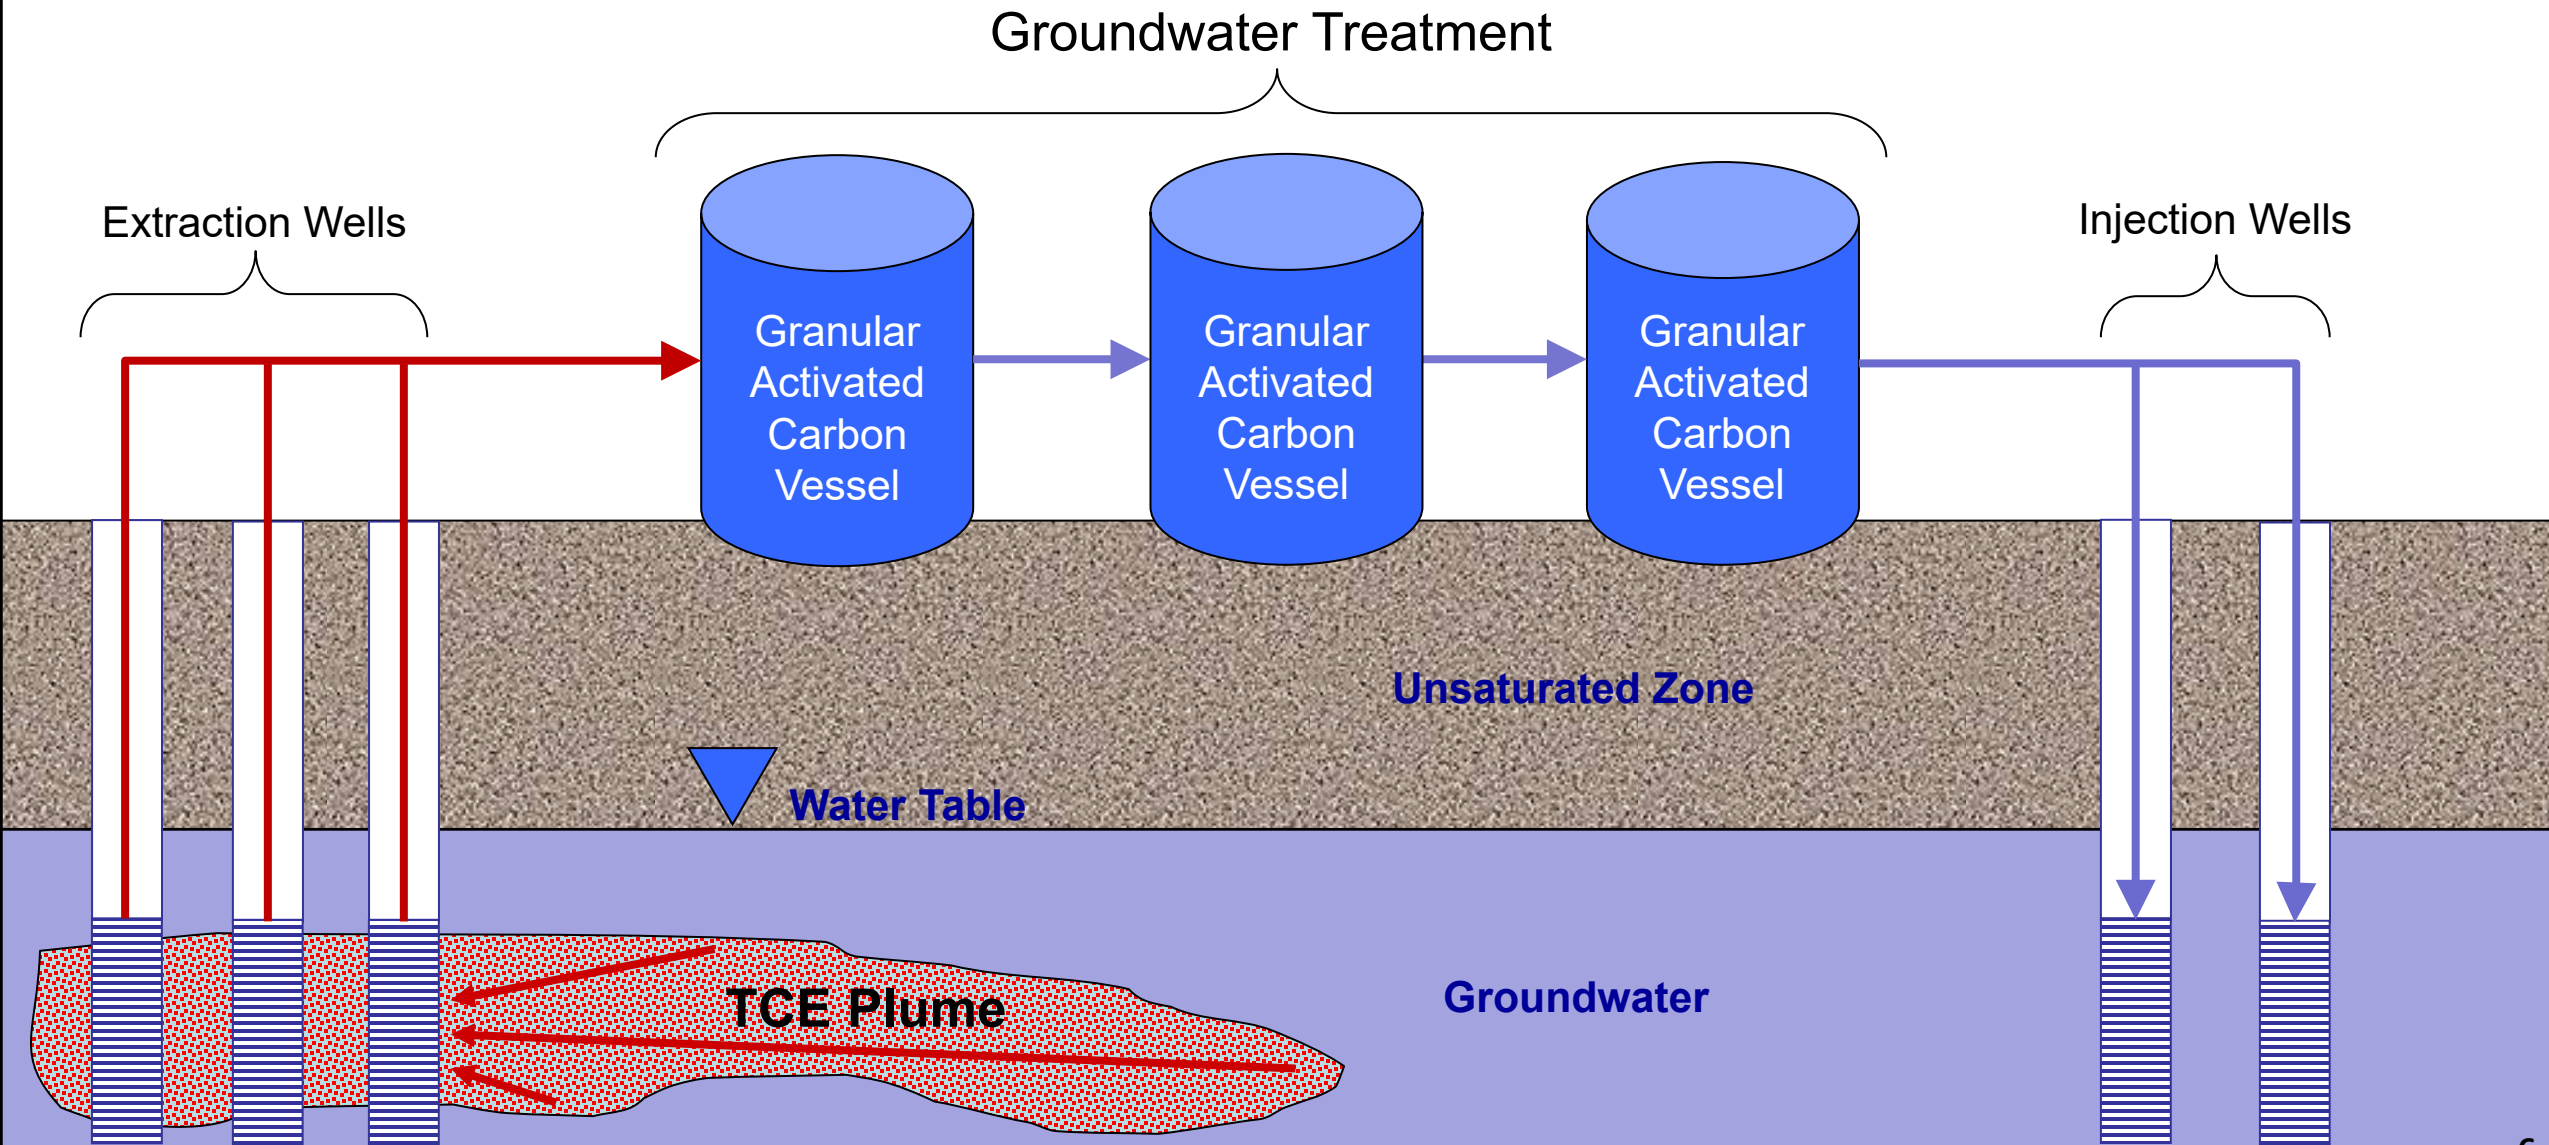 Groundwater Treatment
Extraction Wells
Injection Wells
Granular
Activated
Carbon
Vessel
Granular
Activated
Carbon
Vessel
Granular
Activated
Carbon
Vessel
Unsaturated Zone
Water Table
TCE Plume
Groundwater